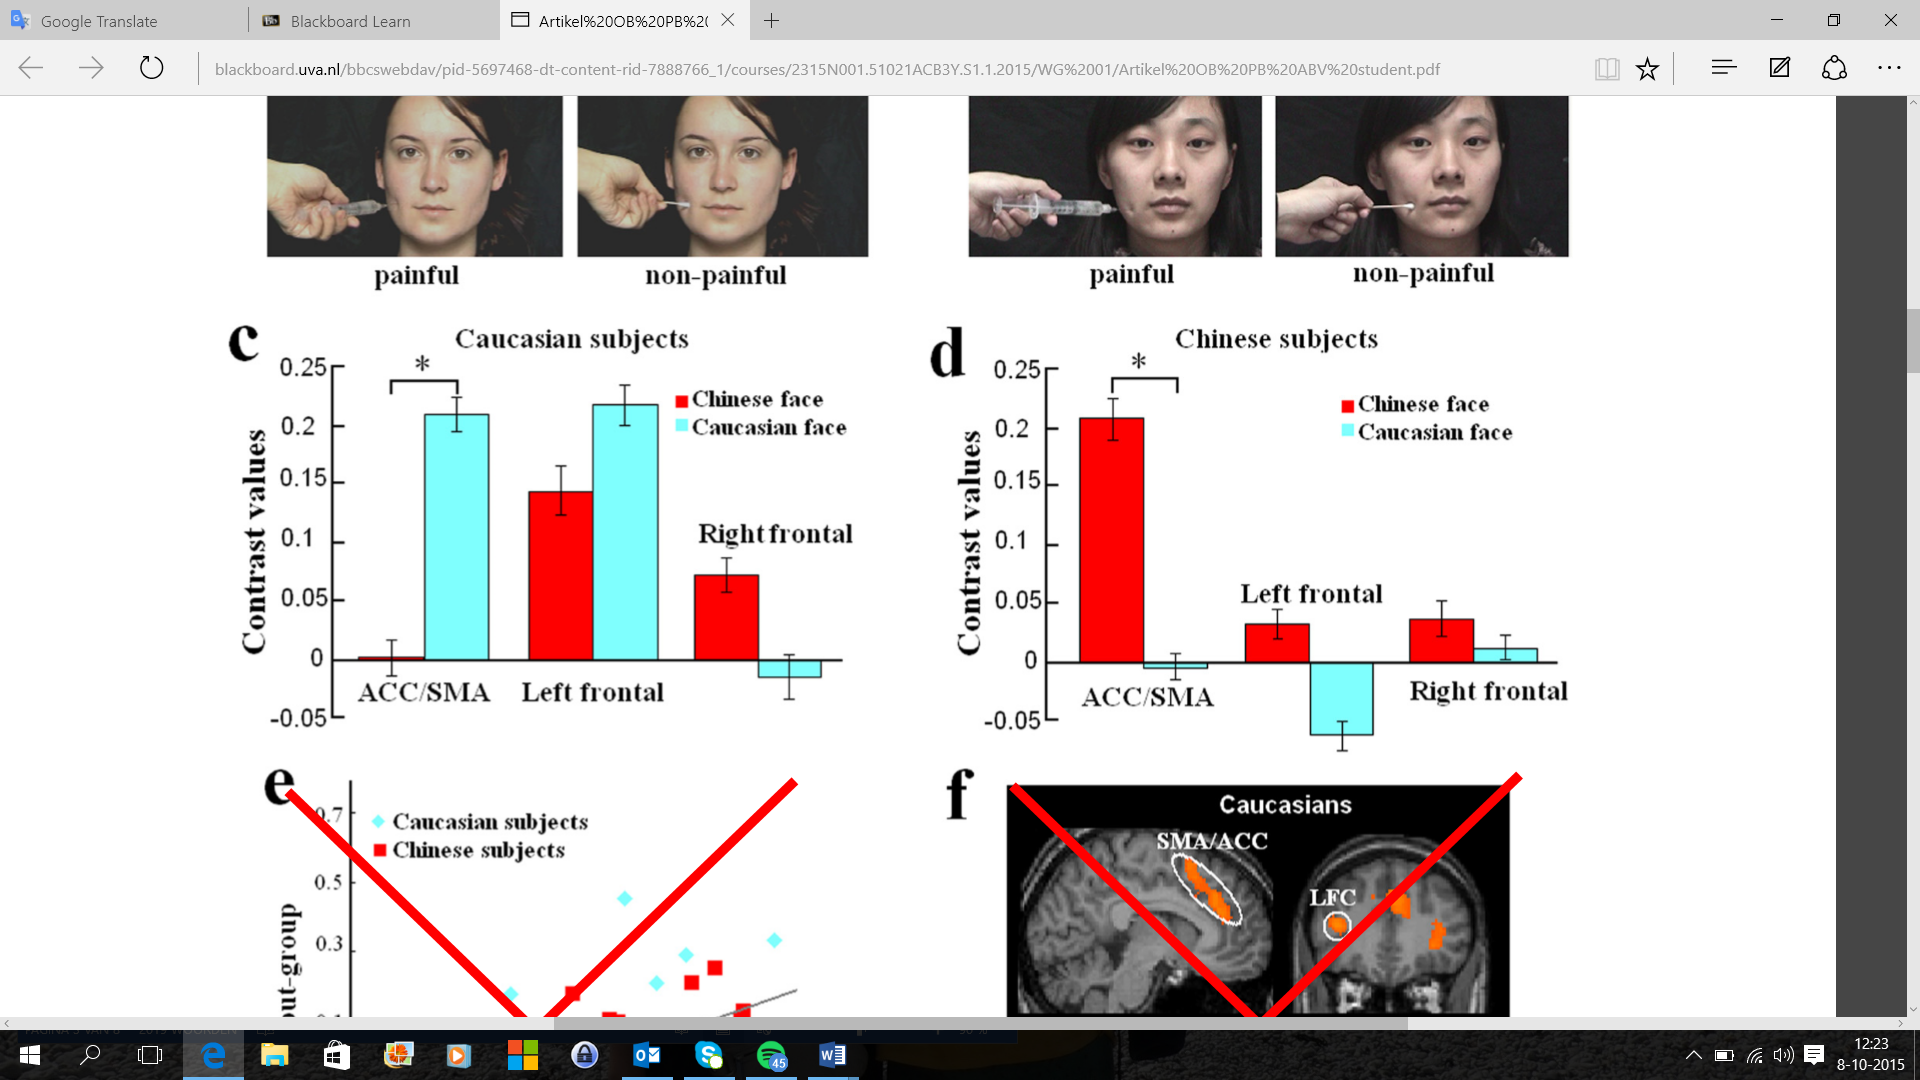 Google Translate
Blackboard Learn
Artikel%20OB%20PB%20(
blackboard.uva.nl/bbcswebdav/pid-5697468-dt-content-rid-7888766_1/courses/2315N001.51021ACB3Y.S1.1.2015/WG%2001/Artikel%20OB%20PB%20ABV%20student.pdf
painful
non-painful
painful
non-painful
c
Caucasian subjects
*
0.25
0.2
0.15
0.1
0.05
0
-0.05
Contrast values
Chinese face
Caucasian face
Right frontal
ACC/SMA
Left frontal
d
Chinese subjects
*
0.25
0.2
0.15
0.1
0.05
0
-0.05
Contrast values
Chinese face
Caucasian face
Left frontal
ACC/SMA
Right frontal
e
0.7
0.5
0.3
Caucasian subjects
Chinese subjects
f
Caucasians
SMA/ACC
LFC
45
12:23
8-10-2015